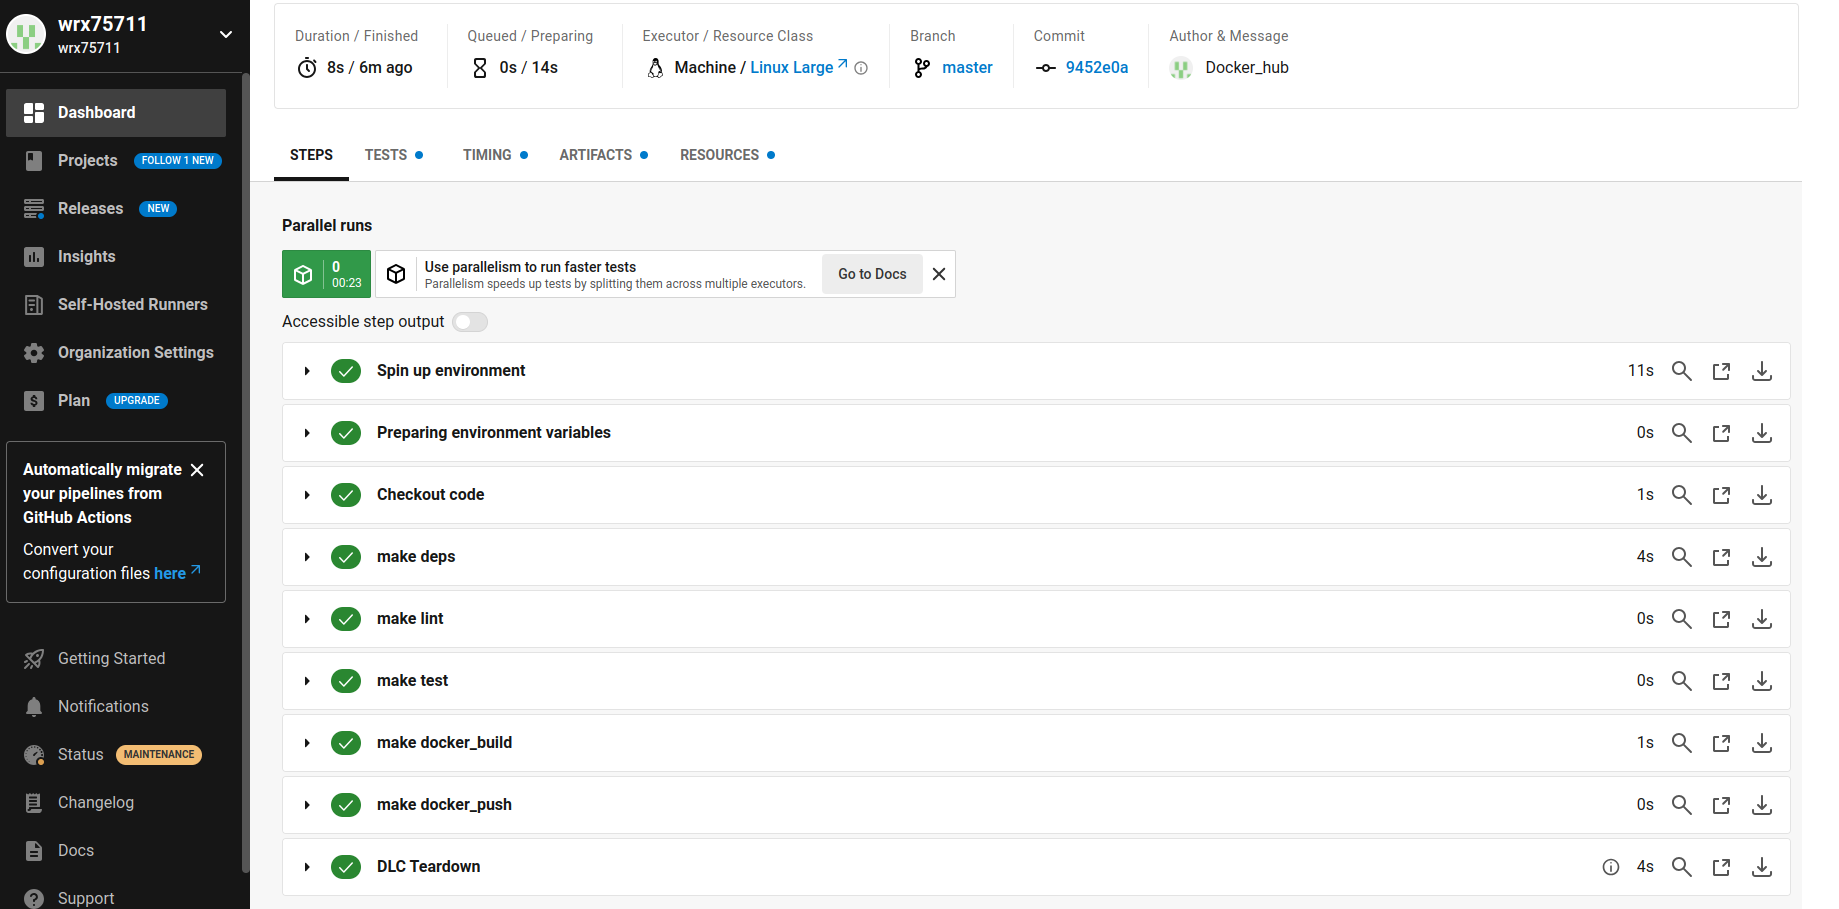 wrx75711
wrx75711
Dashboard
Projects FOLLOW 1 NEW
Releases NEW
Insights
Self-Hosted Runners
Organization Settings
Plan UPGRADE
Automatically migrate
your pipelines from
GitHub Actions
Convert your
configuration files here
Getting Started
Notifications
Status MAINTENANCE
Changelog
Docs
Support
Duration / Finished
8s / 6m ago
Queued / Preparing
0s / 14s
Executor / Resource Class
Machine / Linux Large
Branch
master
Commit
9452e0a
Author & Message
Docker_hub
STEPS TESTS TIMING ARTIFACTS RESOURCES
Parallel runs
0
00:23
Use parallelism to run faster tests
Parallelism speeds up tests by splitting them across multiple executors.
Go to Docs
Accessible step output
Spin up environment 11s
Preparing environment variables 0s
Checkout code 1s
make deps 4s
make lint 0s
make test 0s
make docker_build 1s
make docker_push 0s
DLC Teardown 4s